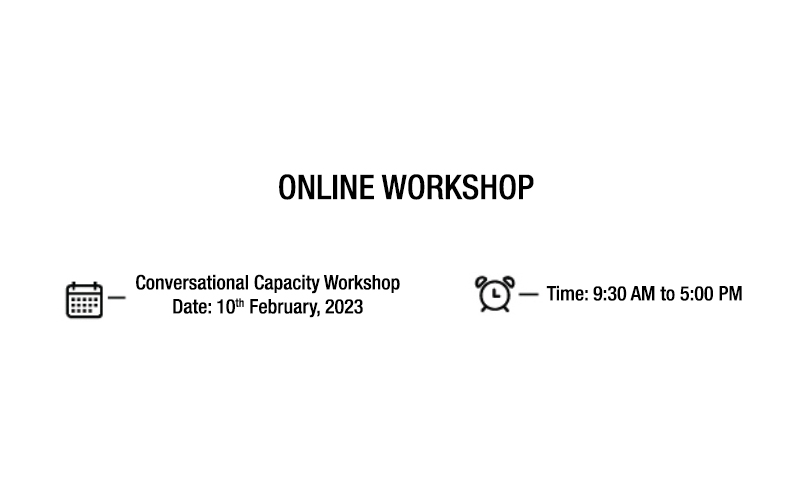 ONLINE WORKSHOP
Conversational Capacity Workshop
Date: 10th February, 2023
Time: 9:30 AM to 5:00 PM